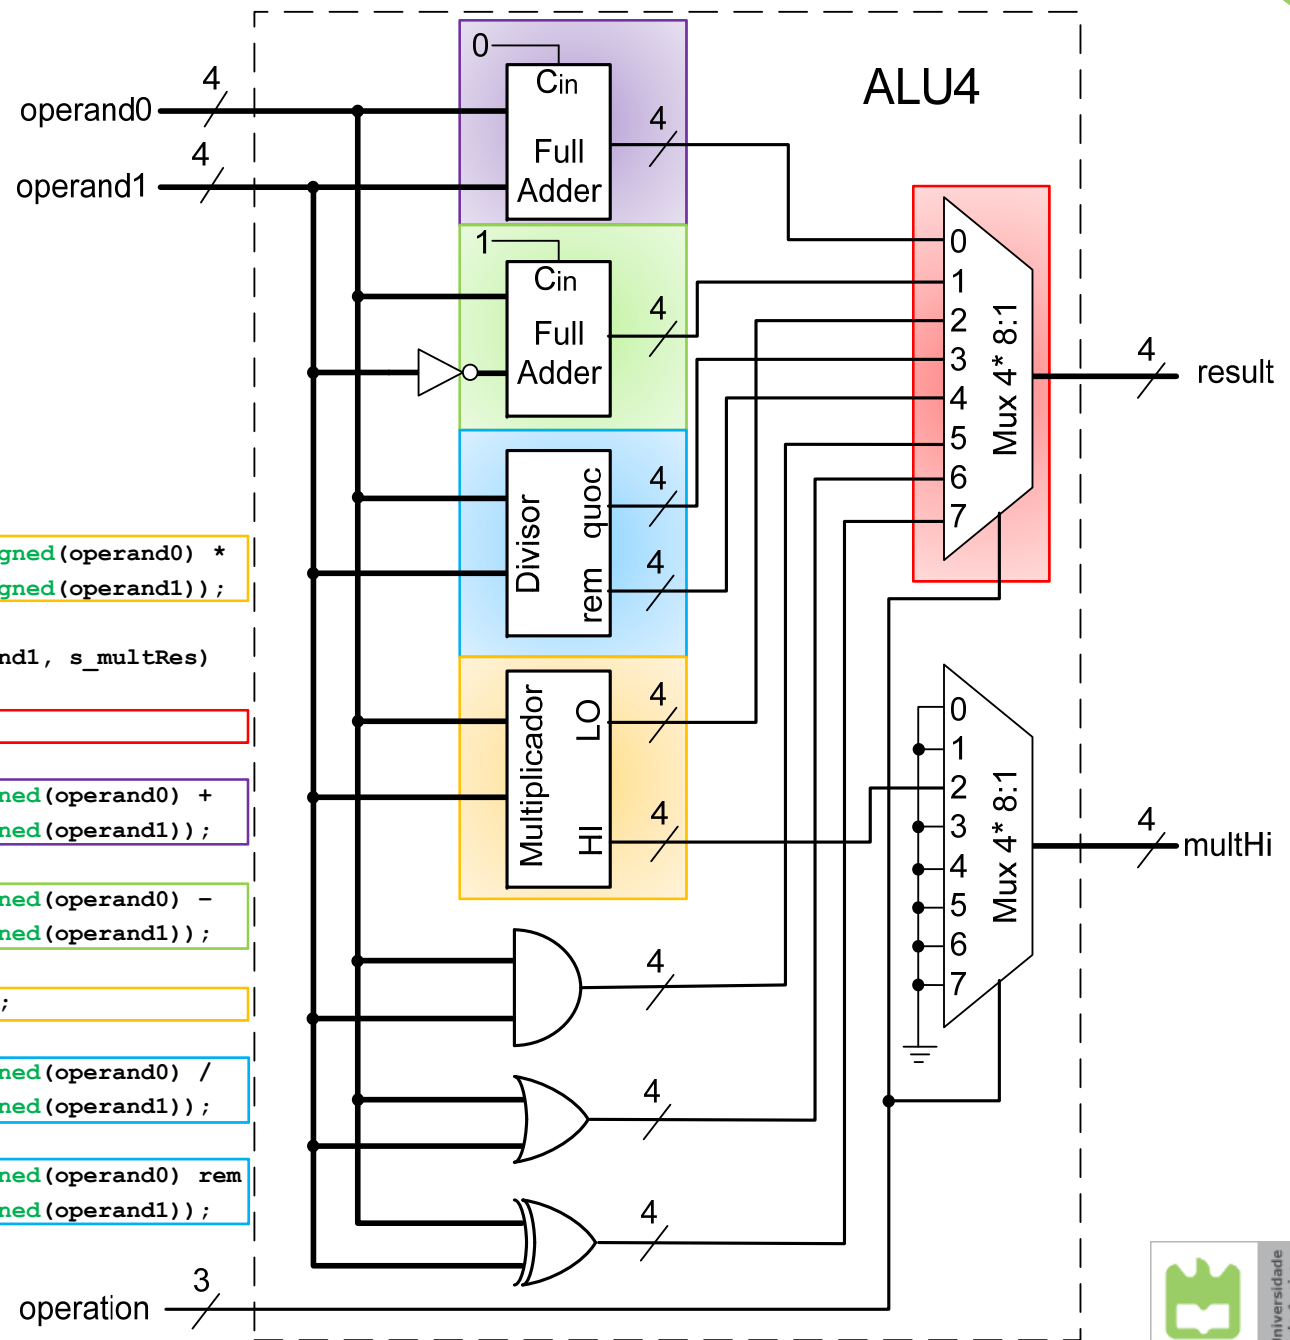 ALU4
operand0
4
operand1
4
0
Cin
Full
Adder
4
1
Cin
Full
Adder
4
Divisor
quoc
rem
4
4
Multiplicador
LO
HI
4
4
4
4
4
0
1
2
3
4
5
6
7
Mux 4* 8:1
4
result
0
1
2
3
4
5
6
7
Mux 4* 8:1
4
multHi
gned(operand0) *
gned(operand1));
nd1, s_multRes)
ned(operand0) +
ned(operand1));
ned(operand0) –
ned(operand1));
;
ned(operand0) /
ned(operand1));
ned(operand0) rem
ned(operand1));
operation
3